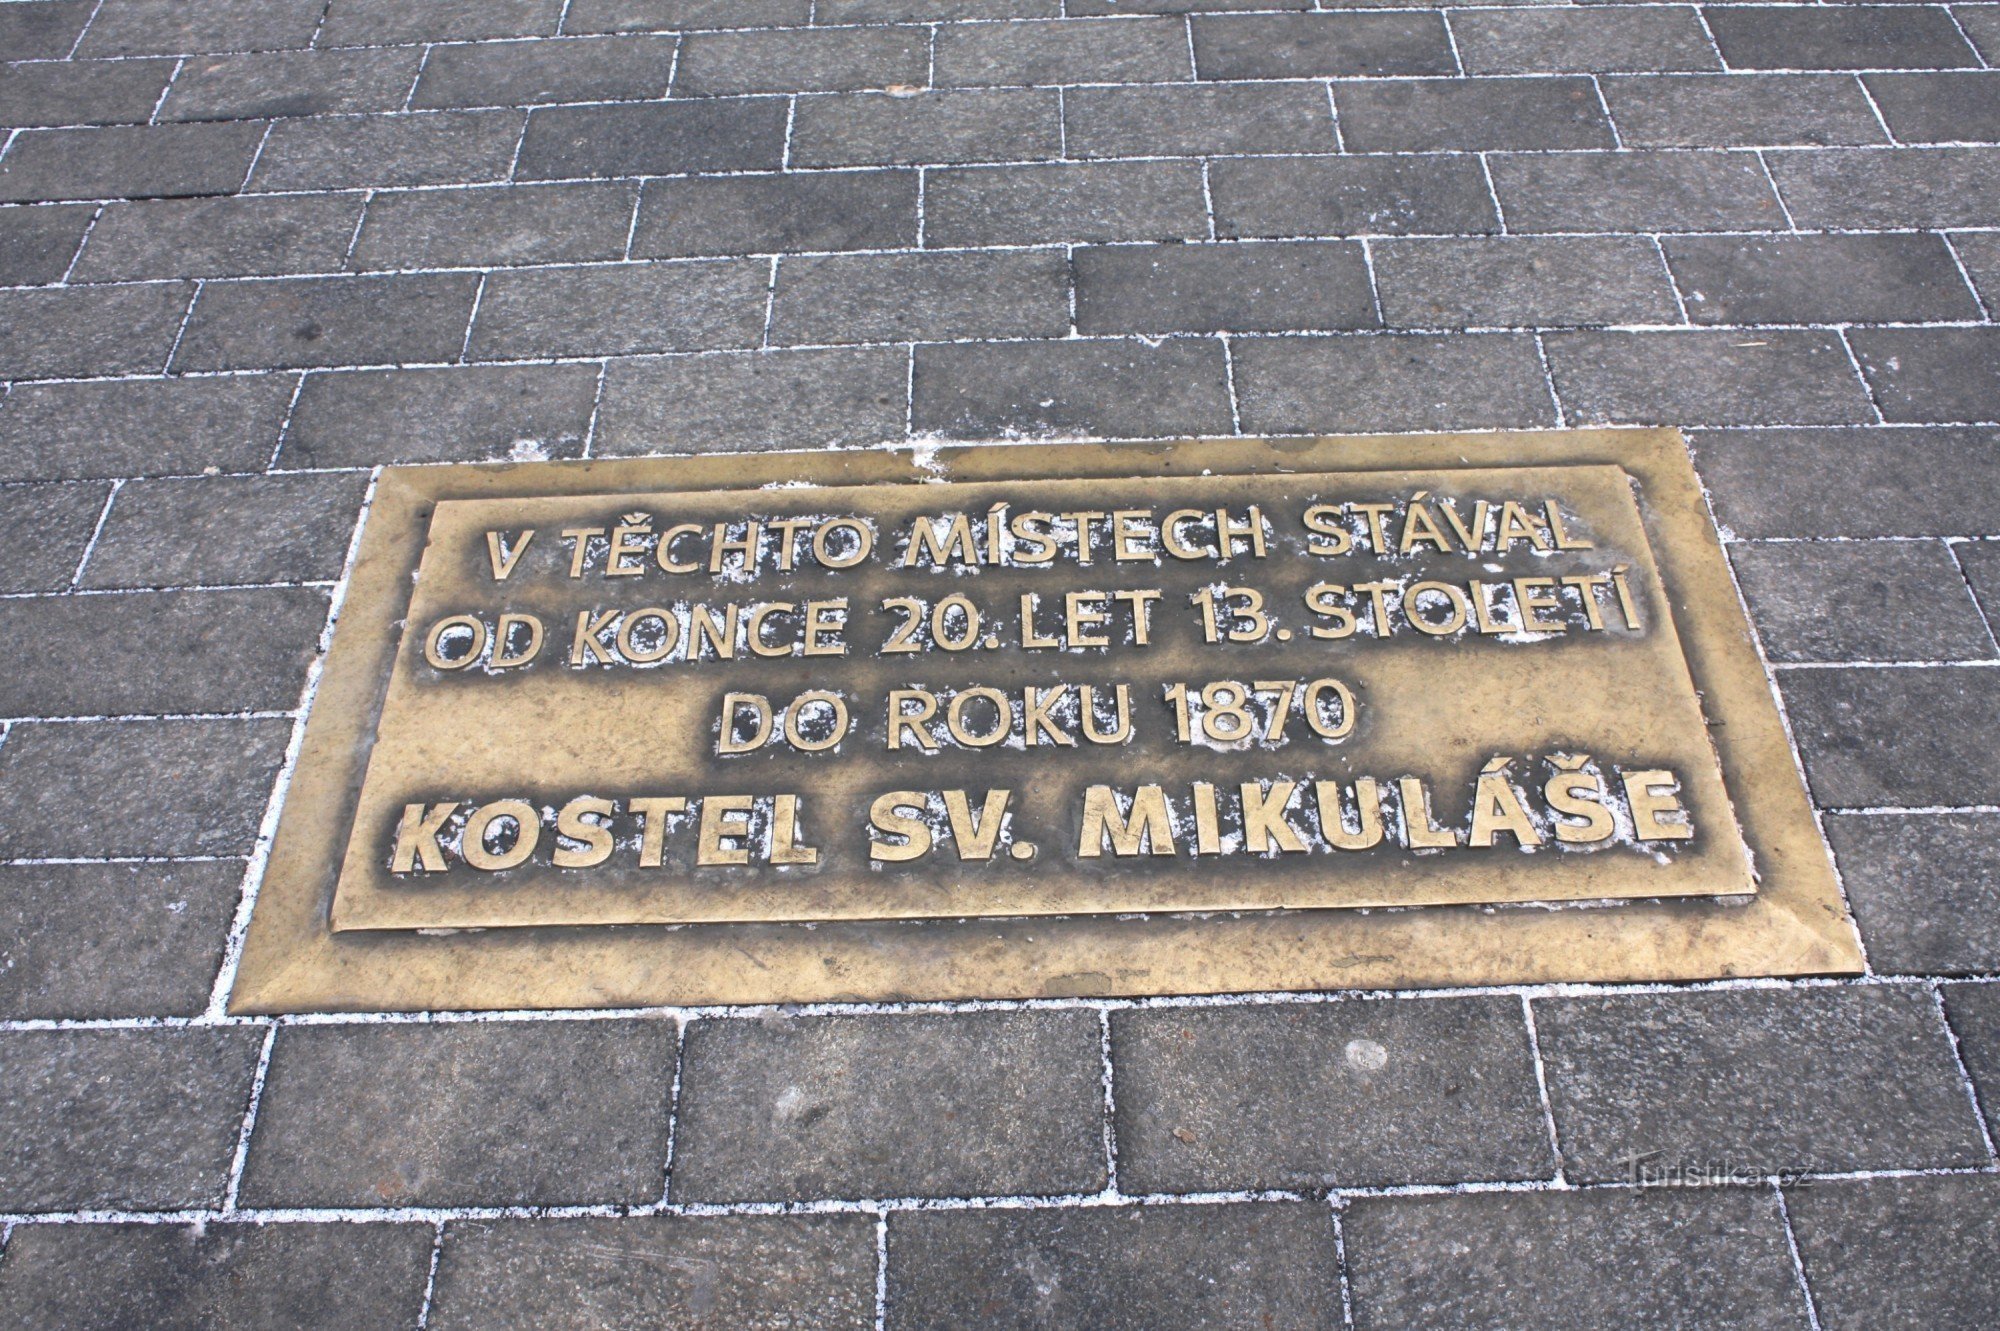 V TĚCHTO MÍSTECH STÁVAL
OD KONCE 20. LET 13. STOLETÍ
DO ROKU 1870
KOSTEL SV. MIKULÁŠE
Turistika.cz